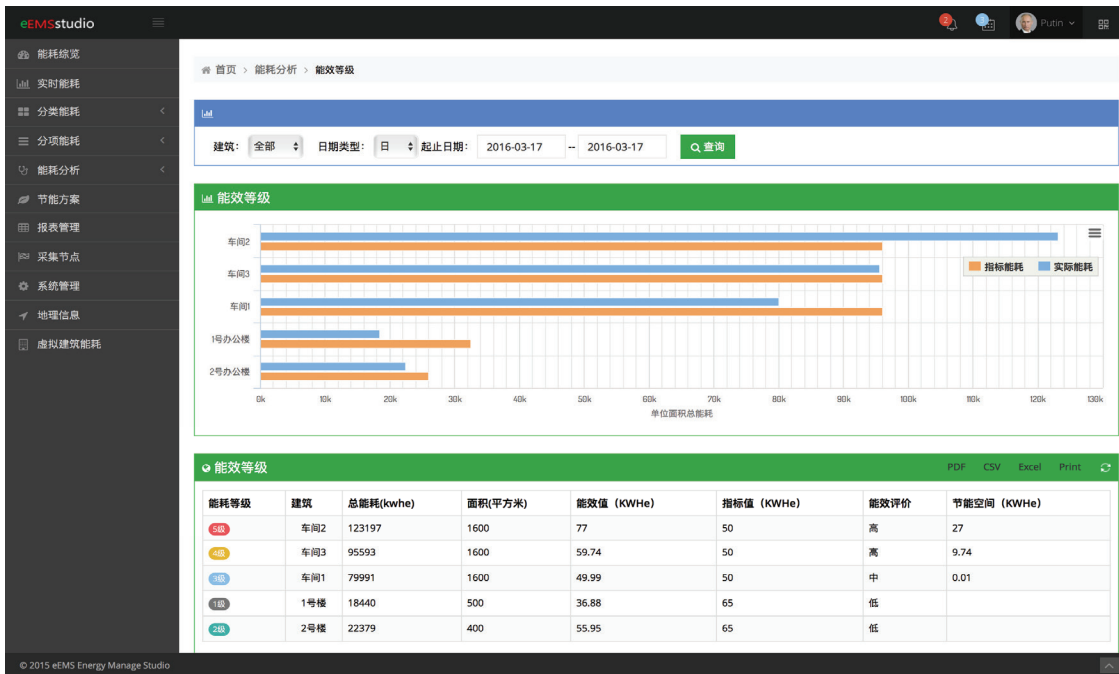 eEMSstudio
2
3
Putin
能耗综览
实时能耗
分类能耗
分项能耗
能耗分析
节能方案
报表管理
采集节点
系统管理
地理信息
虚拟建筑能耗
首页 > 能耗分析 > 能效等级
建筑: 全部 日期类型: 日 起止日期: 2016-03-17 -- 2016-03-17 查询
能效等级
车间2
车间3
车间1
1号办公楼
2号办公楼
指标能耗 实际能耗
0k 10k 20k 30k 40k 50k 60k 70k 80k 90k 100k 110k 120k 130k
单位面积总能耗
能效等级 PDF CSV Excel Print
能耗等级 建筑 总能耗(kwhe) 面积(平方米) 能效值（KWHe） 指标值（KWHe） 能效评价 节能空间（KWHe）
5级 车间2 123197 1600 77 50 高 27
4级 车间3 95593 1600 59.74 50 高 9.74
3级 车间1 79991 1600 49.99 50 中 0.01
1级 1号楼 18440 500 36.88 65 低
2级 2号楼 22379 400 55.95 65 低
© 2015 eEMS Energy Manage Studio